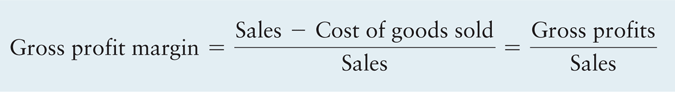 Gross profit margin = Sales − Cost of goods sold / Sales = Gross profits / Sales